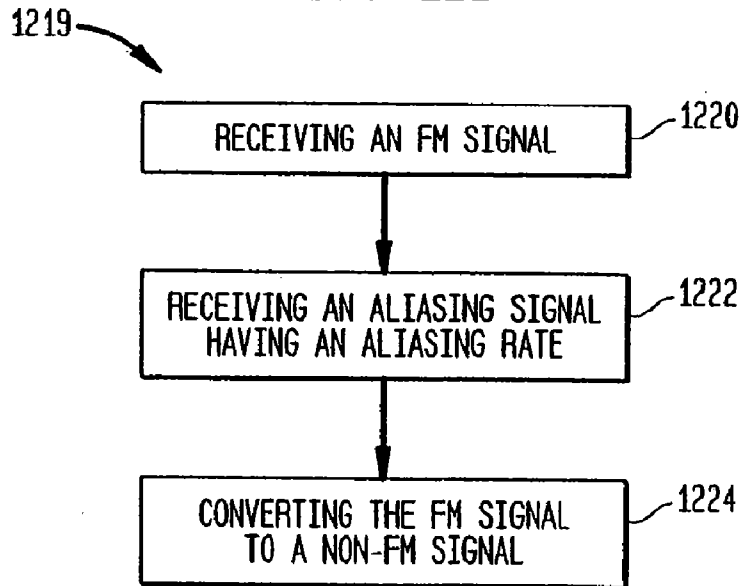 1219
RECEIVING AN FM SIGNAL
1220
RECEIVING AN ALIASING SIGNAL
HAVING AN ALIASING RATE
1222
CONVERTING THE FM SIGNAL
TO A NON-FM SIGNAL
1224